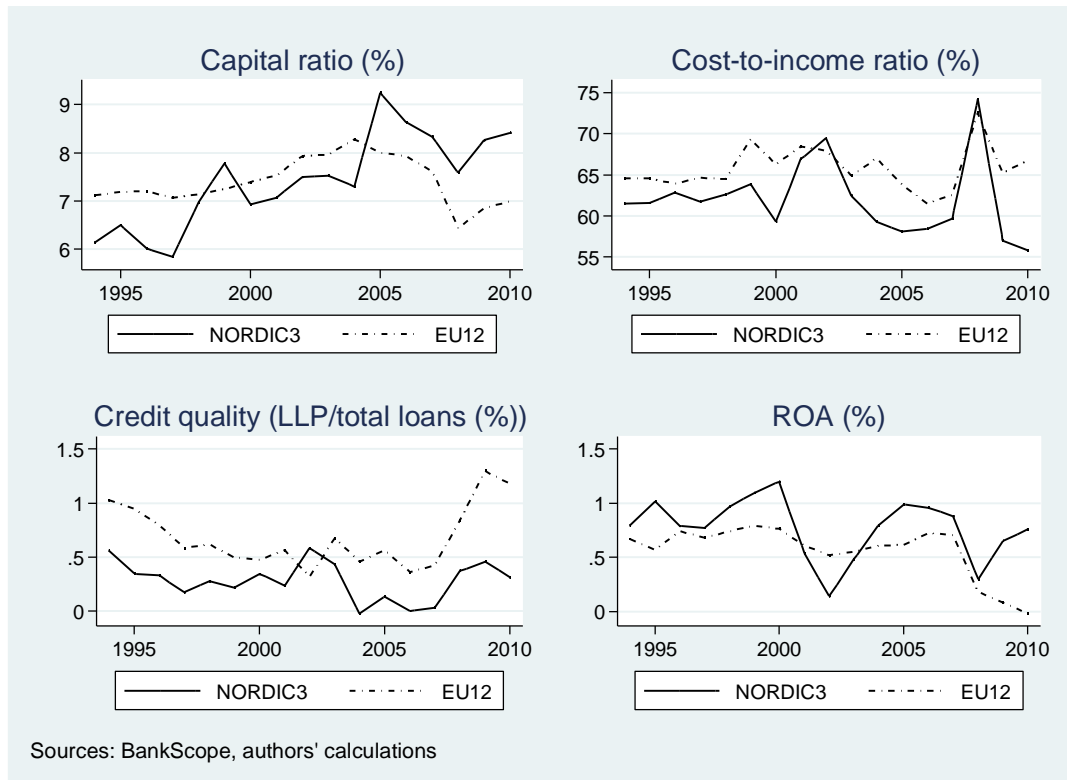 Capital ratio (%)
9
8
7
6
1995 2000 2005 2010
NORDIC3 EU12
Cost-to-income ratio (%)
75
70
65
60
55
1995 2000 2005 2010
NORDIC3 EU12
Credit quality (LLP/total loans (%))
1.5
1
.5
0
1995 2000 2005 2010
NORDIC3 EU12
ROA (%)
1.5
1
.5
0
1995 2000 2005 2010
NORDIC3 EU12
Sources: BankScope, authors' calculations